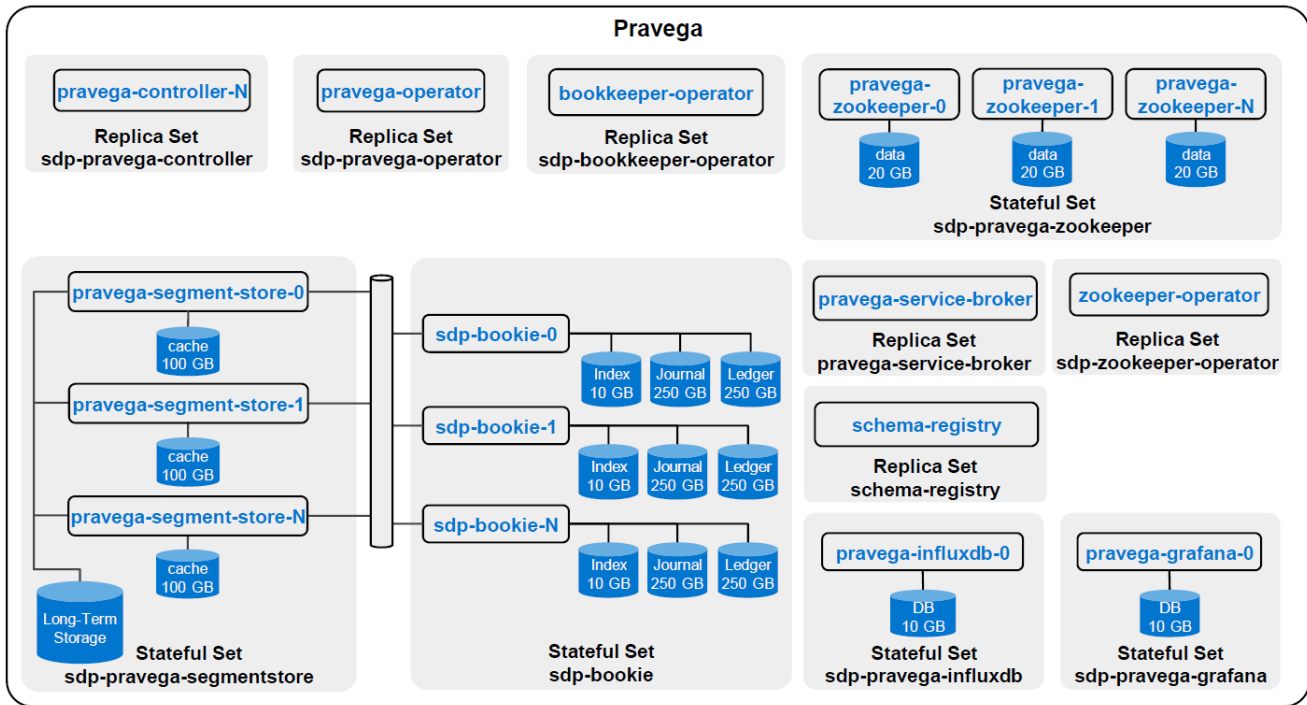 Pravega
pravega-controller-N
Replica Set
sdp-pravega-controller
pravega-operator
Replica Set
sdp-pravega-operator
bookkeeper-operator
Replica Set
sdp-bookkeeper-operator
pravega-
zookeeper-0
data
20 GB
pravega-
zookeeper-1
data
20 GB
pravega-
zookeeper-N
data
20 GB
Stateful Set
sdp-pravega-zookeeper
pravega-segment-store-0
cache
100 GB
pravega-segment-store-1
cache
100 GB
pravega-segment-store-N
cache
100 GB
Long-Term
Storage
Stateful Set
sdp-pravega-segmentstore
sdp-bookie-0
Index
10 GB
Journal
250 GB
Ledger
250 GB
sdp-bookie-1
Index
10 GB
Journal
250 GB
Ledger
250 GB
sdp-bookie-N
Index
10 GB
Journal
250 GB
Ledger
250 GB
Stateful Set
sdp-bookie
pravega-service-broker
Replica Set
pravega-service-broker
zookeeper-operator
Replica Set
sdp-zookeeper-operator
schema-registry
Replica Set
schema-registry
pravega-influxdb-0
DB
10 GB
Stateful Set
sdp-pravega-influxdb
pravega-grafana-0
DB
10 GB
Stateful Set
sdp-pravega-grafana